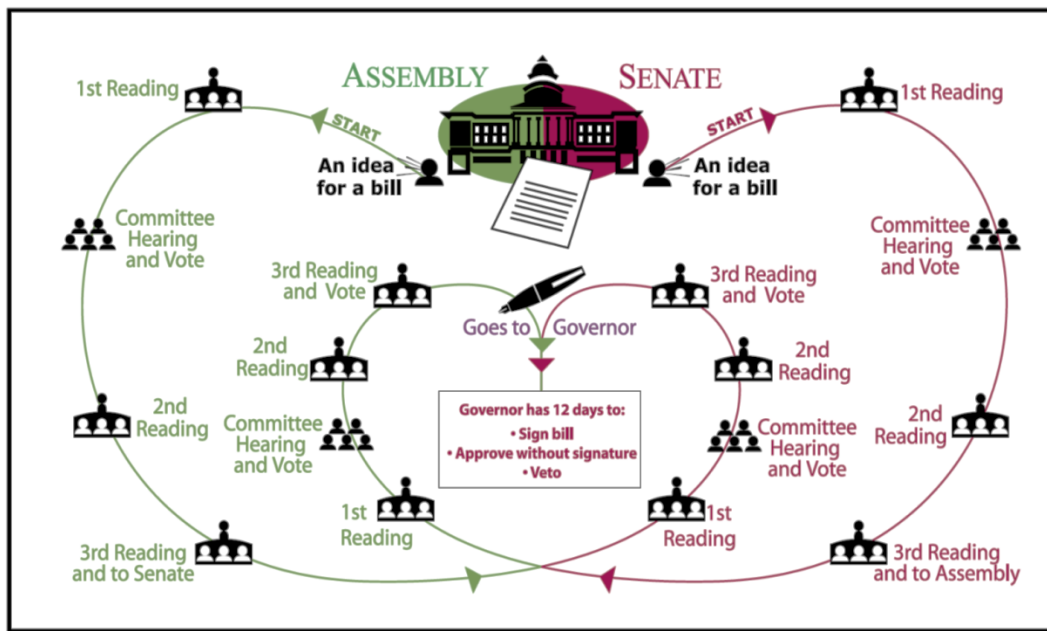 ASSEMBLY
SENATE
START
An idea
for a bill
START
An idea
for a bill
1st Reading
Committee
Hearing
and Vote
2nd
Reading
3rd Reading
and to Senate
1st Reading
Committee
Hearing
and Vote
2nd
Reading
3rd Reading
and to Assembly
3rd Reading
and Vote
2nd
Reading
Committee
Hearing
and Vote
1st
Reading
3rd Reading
and Vote
2nd
Reading
Committee
Hearing
and Vote
1st
Reading
Goes to Governor
Governor has 12 days to:
• Sign bill
• Approve without signature
• Veto